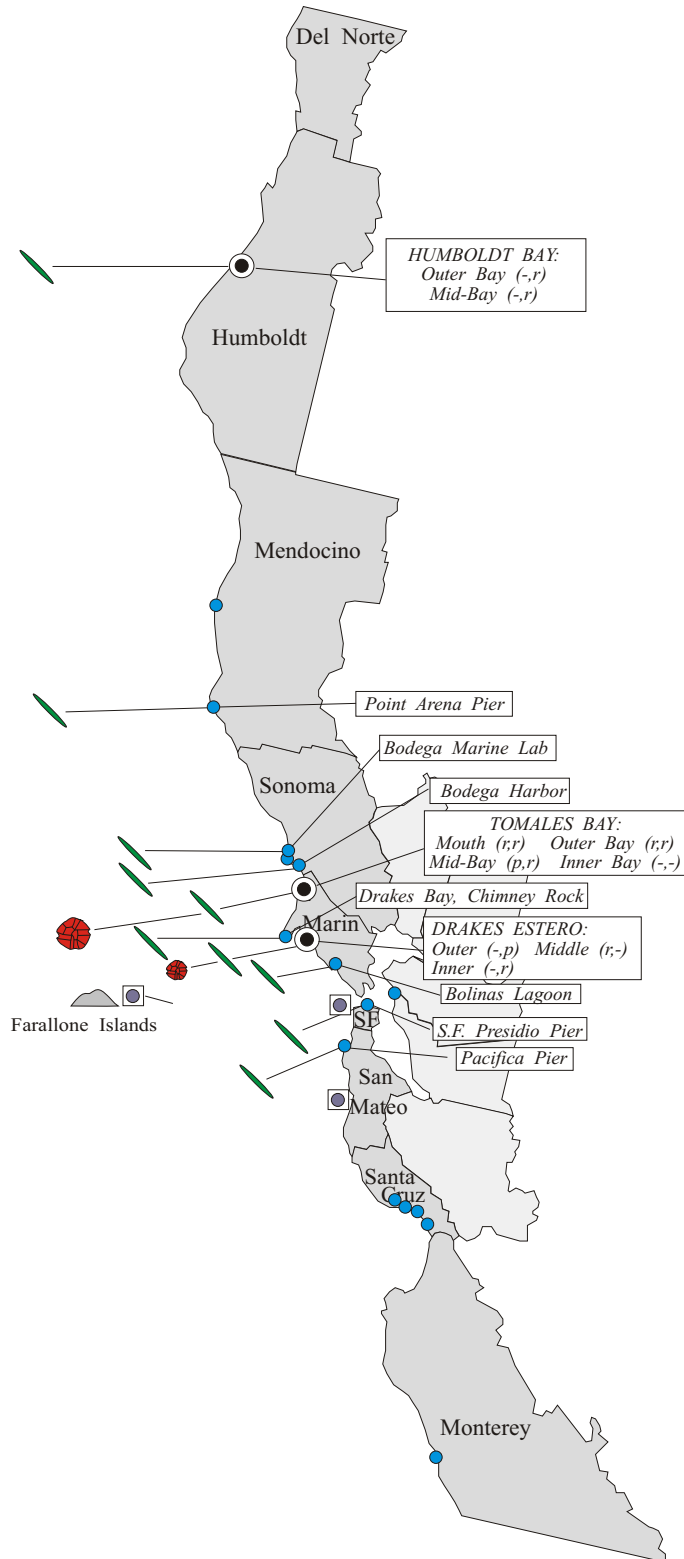 Del Norte
HUMBOLDT BAY:
Outer Bay (-,r)
Mid-Bay (-,r)
Humboldt
Mendocino
Point Arena Pier
Bodega Marine Lab
Sonoma
Bodega Harbor
TOMALES BAY:
Mouth (r,r) Outer Bay (r,r)
Mid-Bay (p,r) Inner Bay (-,-)
Drakes Bay, Chimney Rock
Marin
DRAKES ESTERO:
Outer (-,p) Middle (r,-)
Inner (-,r)
Bolinas Lagoon
Farallone Islands
SF
S.F. Presidio Pier
Pacifica Pier
San
Mateo
Santa
Cruz
Monterey